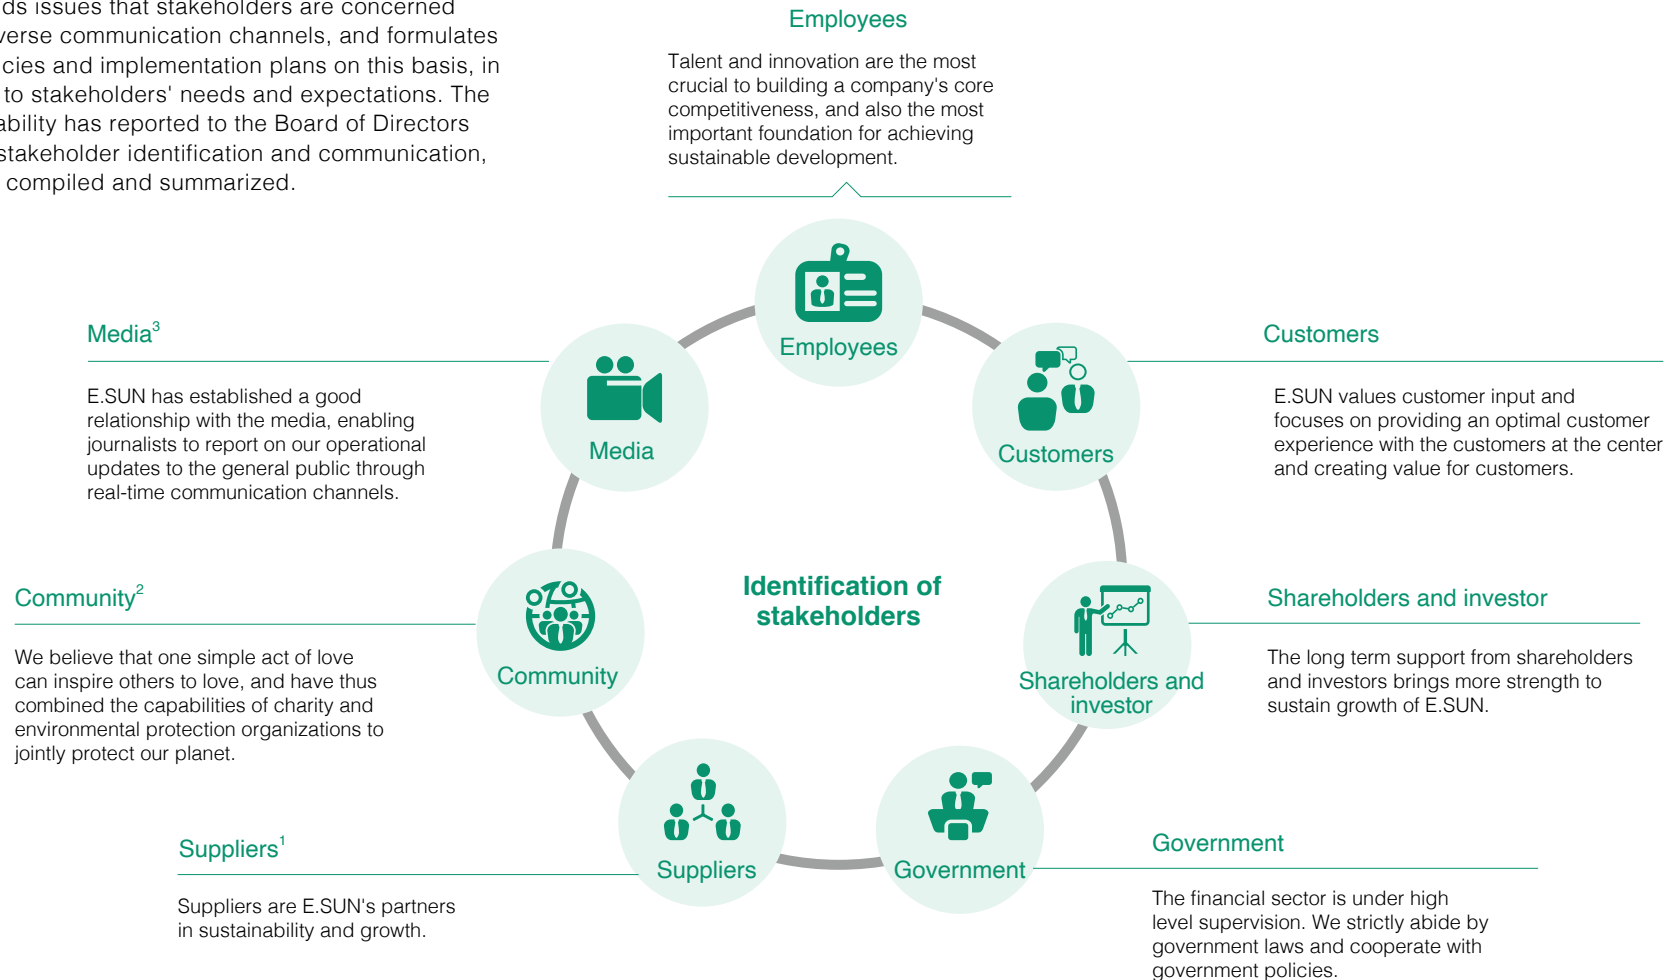 ds issues that stakeholders are concerned
verse communication channels, and formulates
cies and implementation plans on this basis, in
to stakeholders' needs and expectations. The
ability has reported to the Board of Directors
stakeholder identification and communication,
compiled and summarized.
Employees
Talent and innovation are the most
crucial to building a company's core
competitiveness, and also the most
important foundation for achieving
sustainable development.
Employees
Media³
E.SUN has established a good
relationship with the media, enabling
journalists to report on our operational
updates to the general public through
real-time communication channels.
Media
Customers
Customers
E.SUN values customer input and
focuses on providing an optimal customer
experience with the customers at the center
and creating value for customers.
Identification of
stakeholders
Community²
We believe that one simple act of love
can inspire others to love, and have thus
combined the capabilities of charity and
environmental protection organizations to
jointly protect our planet.
Community
Shareholders and
investor
Shareholders and investor
The long term support from shareholders
and investors brings more strength to
sustain growth of E.SUN.
Suppliers¹
Suppliers are E.SUN's partners
in sustainability and growth.
Suppliers
Government
Government
The financial sector is under high
level supervision. We strictly abide by
government laws and cooperate with
government policies.